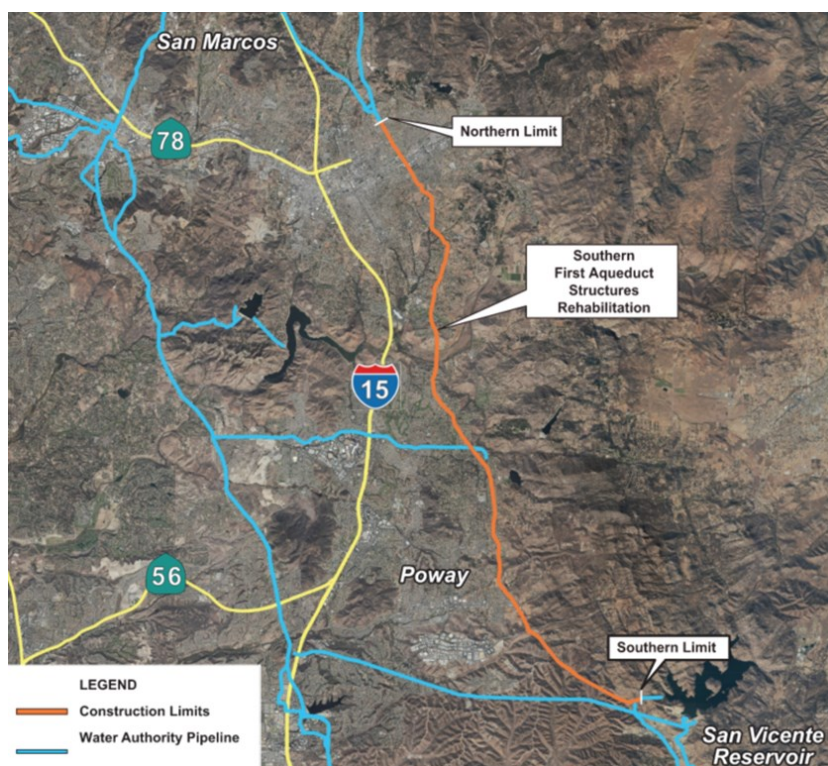 San Marcos
78
Northern Limit
Southern
First Aqueduct
Structures
Rehabilitation
15
56
Poway
Southern Limit
LEGEND
Construction Limits
Water Authority Pipeline
San Vicente
Reservoir